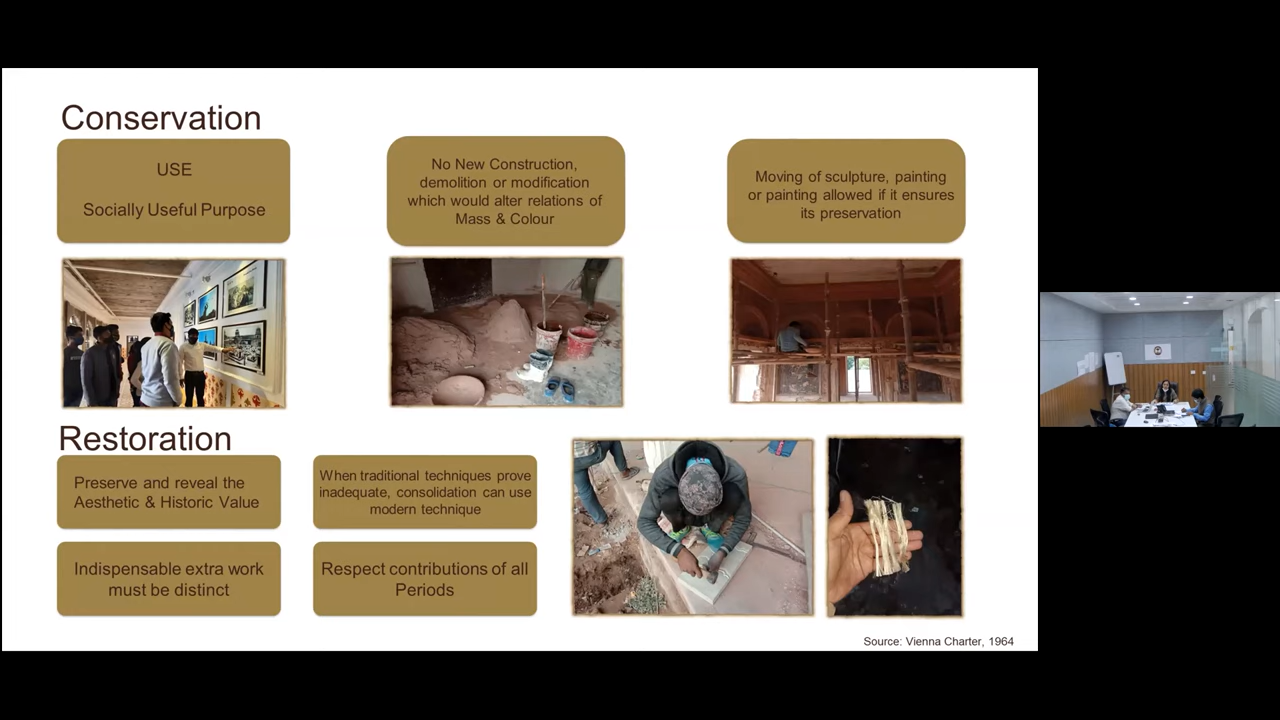 Conservation
USE
Socially Useful Purpose
No New Construction,
demolition or modification
which would alter relations of
Mass & Colour
Moving of sculpture, painting
or painting allowed if it ensures
its preservation
Restoration
Preserve and reveal the
Aesthetic & Historic Value
When traditional techniques prove
inadequate, consolidation can use
modern technique
Indispensable extra work
must be distinct
Respect contributions of all
Periods
Source: Vienna Charter, 1964